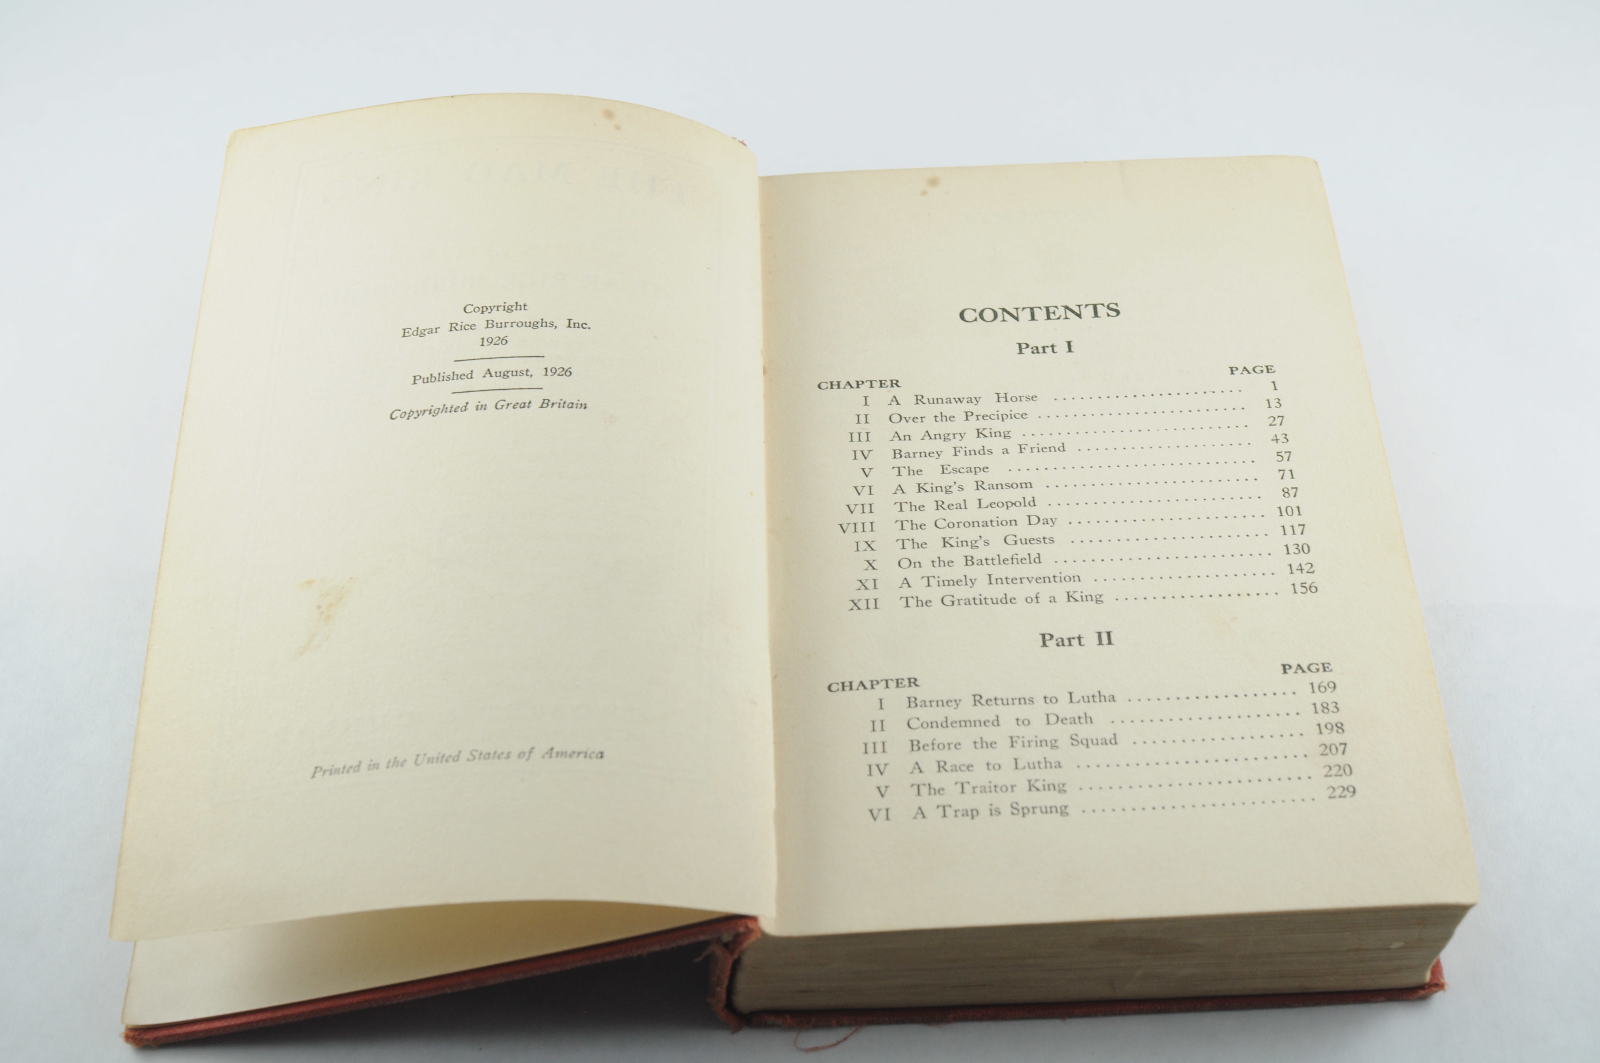 Copyright
Edgar Rice Burroughs, Inc.
1926
Published August, 1926
Copyrighted in Great Britain
Printed in the United States of America
CONTENTS
Part I
CHAPTER PAGE
I A Runaway Horse .................... 1
II Over the Precipice .................... 13
III An Angry King .................... 27
IV Barney Finds a Friend .................... 43
V The Escape .................... 57
VI A King's Ransom .................... 71
VII The Real Leopold .................... 87
VIII The Coronation Day .................... 101
IX The King's Guests .................... 117
X On the Battlefield .................... 130
XI A Timely Intervention .................... 142
XII The Gratitude of a King .................... 156
Part II
CHAPTER PAGE
I Barney Returns to Lutha .................... 169
II Condemned to Death .................... 183
III Before the Firing Squad .................... 198
IV A Race to Lutha .................... 207
V The Traitor King .................... 220
VI A Trap is Sprung .................... 229